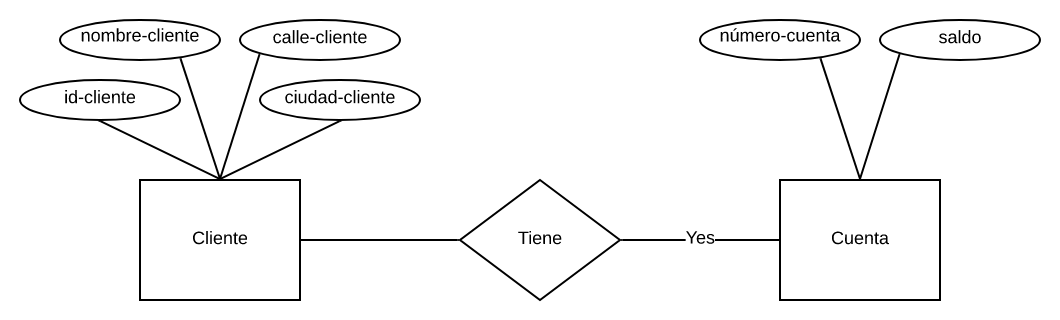 nombre-cliente
calle-cliente
número-cuenta
saldo
id-cliente
ciudad-cliente
Cliente
Tiene
Yes
Cuenta